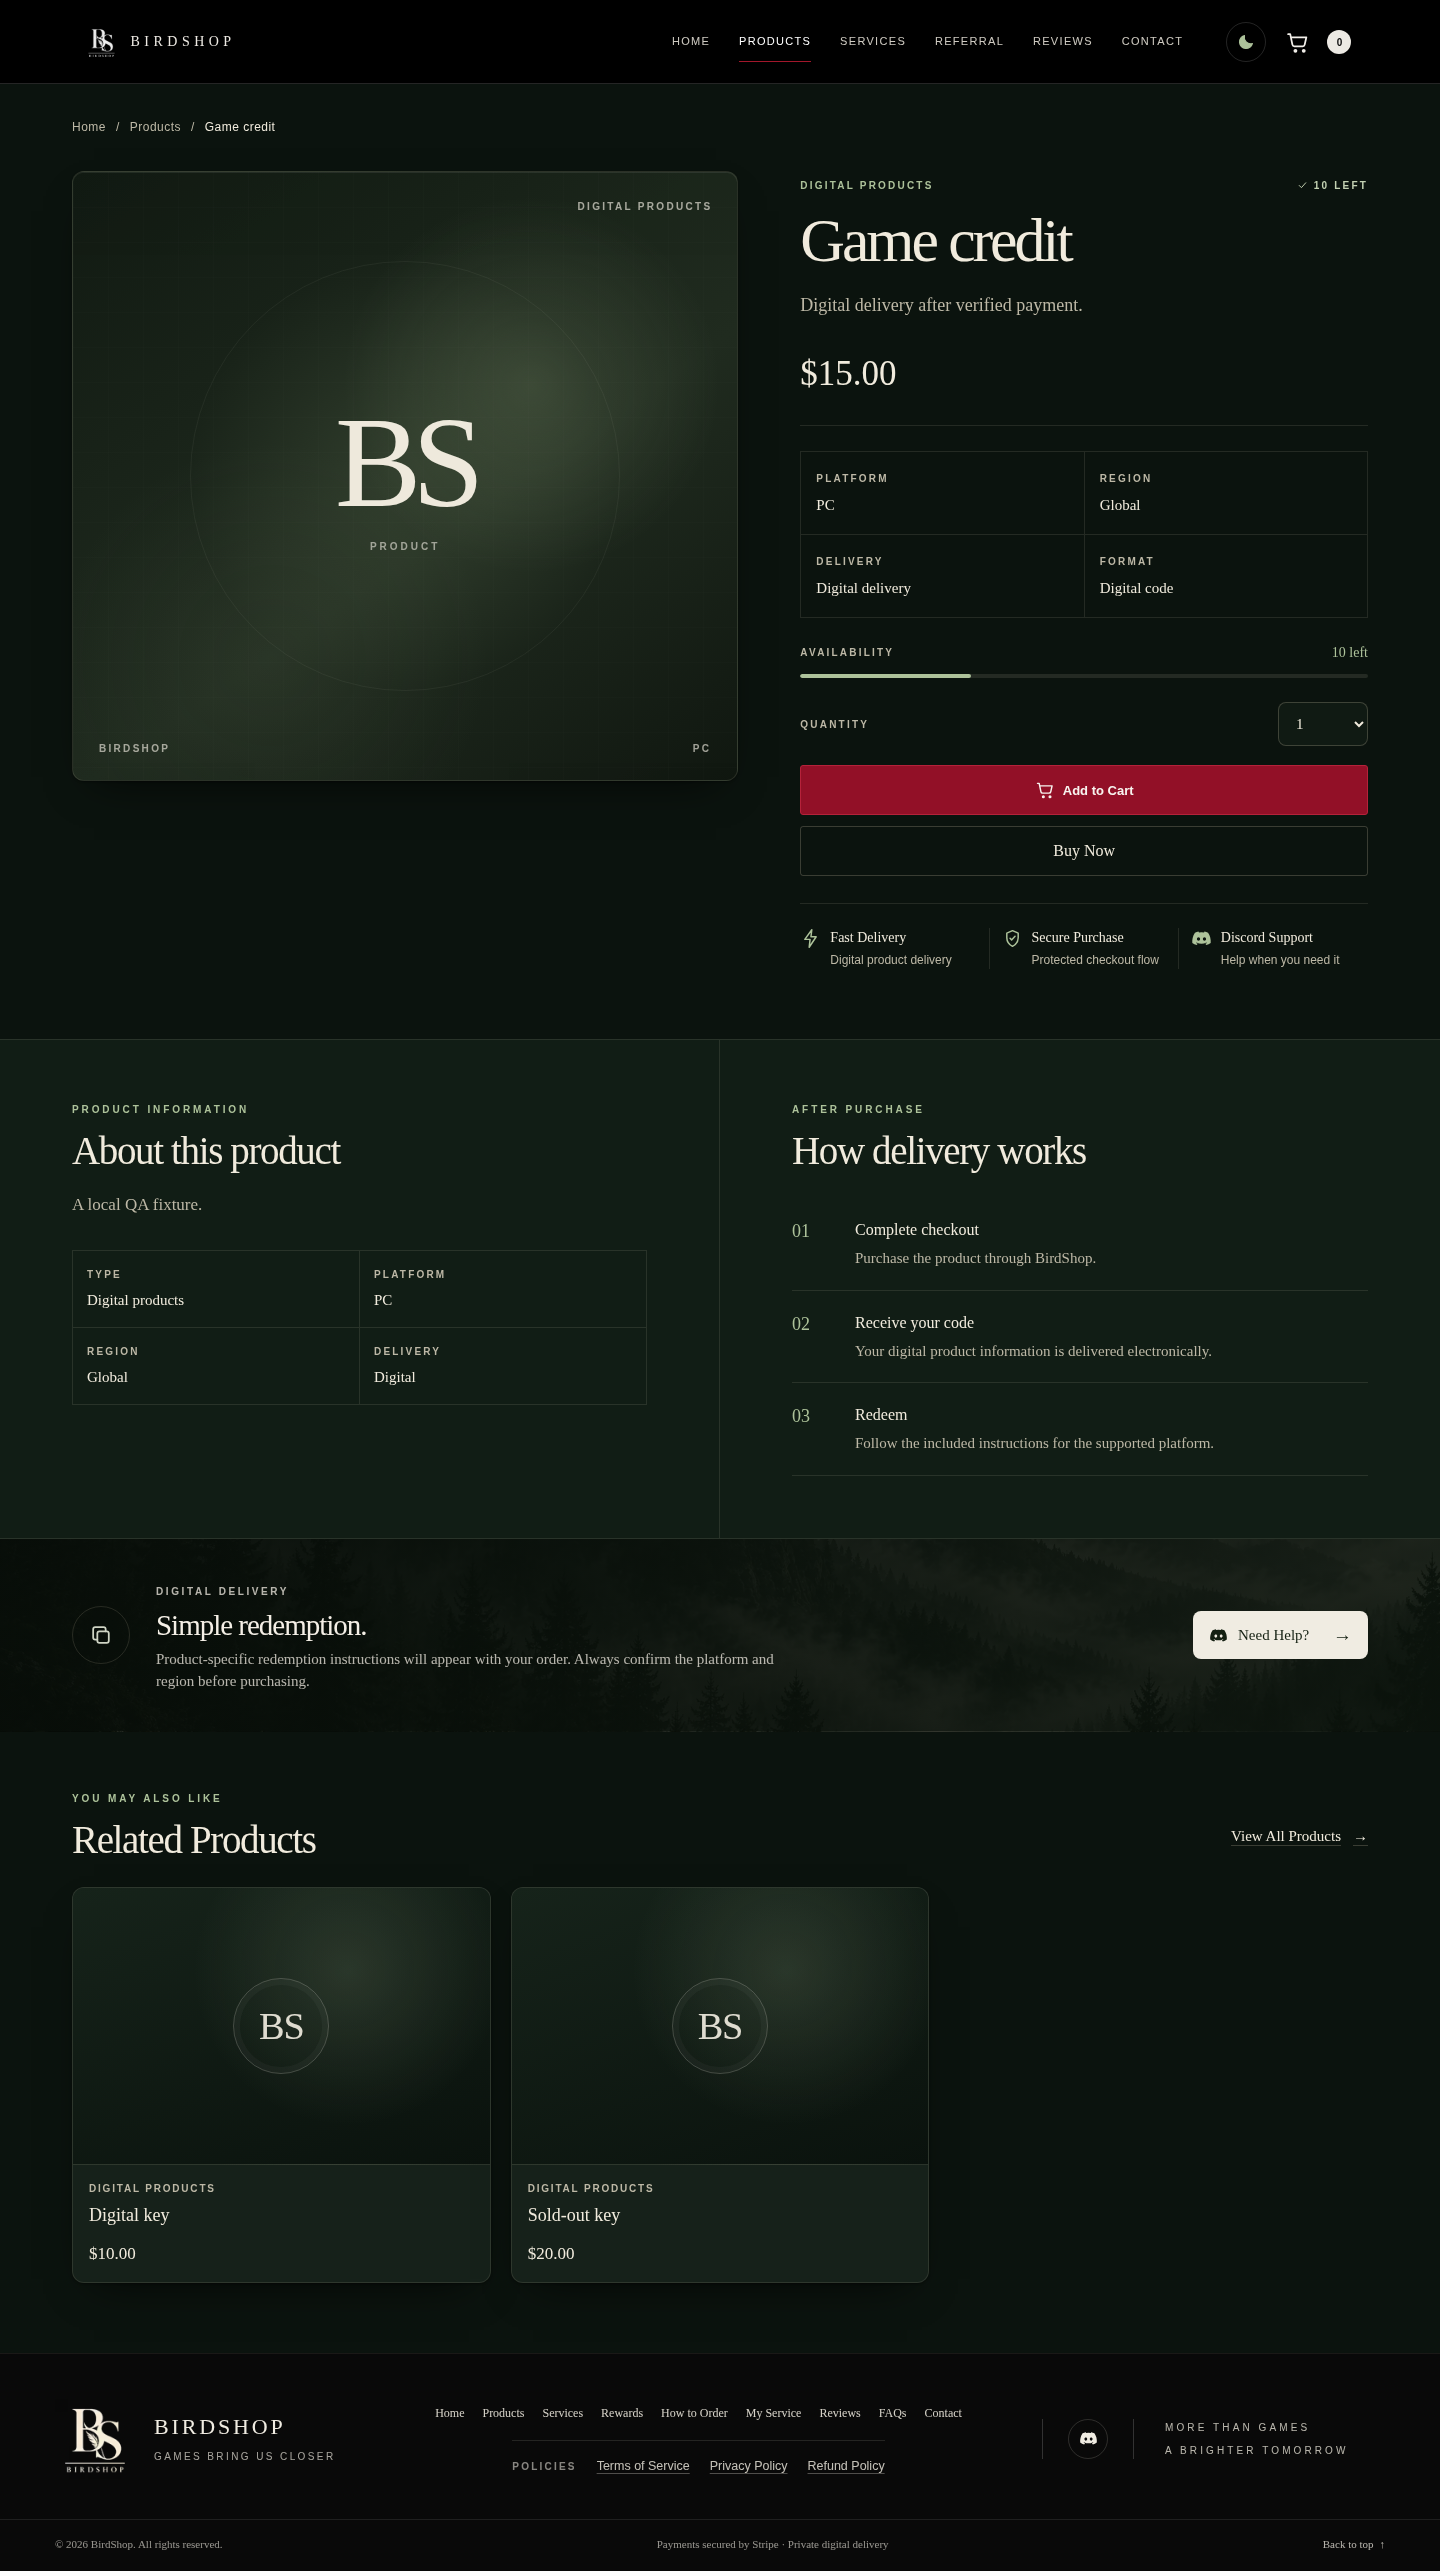 BS
BIRDSHOP
BIRDSHOP
HOME PRODUCTS SERVICES REFERRAL REVIEWS CONTACT 0
Home / Products / Game credit
DIGITAL PRODUCTS
BS
PRODUCT
BIRDSHOP PC
DIGITAL PRODUCTS ✓ 10 LEFT
Game credit
Digital delivery after verified payment.
$15.00
PLATFORM REGION
PC Global
DELIVERY FORMAT
Digital delivery Digital code
AVAILABILITY 10 left
QUANTITY 1
Add to Cart
Buy Now
Fast Delivery Secure Purchase Discord Support
Digital product delivery Protected checkout flow Help when you need it
PRODUCT INFORMATION
About this product
A local QA fixture.
TYPE PLATFORM
Digital products PC
REGION DELIVERY
Global Digital
AFTER PURCHASE
How delivery works
01 Complete checkout
Purchase the product through BirdShop.
02 Receive your code
Your digital product information is delivered electronically.
03 Redeem
Follow the included instructions for the supported platform.
DIGITAL DELIVERY
Simple redemption.
Product-specific redemption instructions will appear with your order. Always confirm the platform and
region before purchasing.
Need Help? →
YOU MAY ALSO LIKE
Related Products
View All Products →
BS
DIGITAL PRODUCTS
Digital key
$10.00
BS
DIGITAL PRODUCTS
Sold-out key
$20.00
BS
BIRDSHOP
BIRDSHOP
GAMES BRING US CLOSER
Home Products Services Rewards How to Order My Service Reviews FAQs Contact
POLICIES Terms of Service Privacy Policy Refund Policy
MORE THAN GAMES
A BRIGHTER TOMORROW
© 2026 BirdShop. All rights reserved.
Payments secured by Stripe · Private digital delivery
Back to top ↑